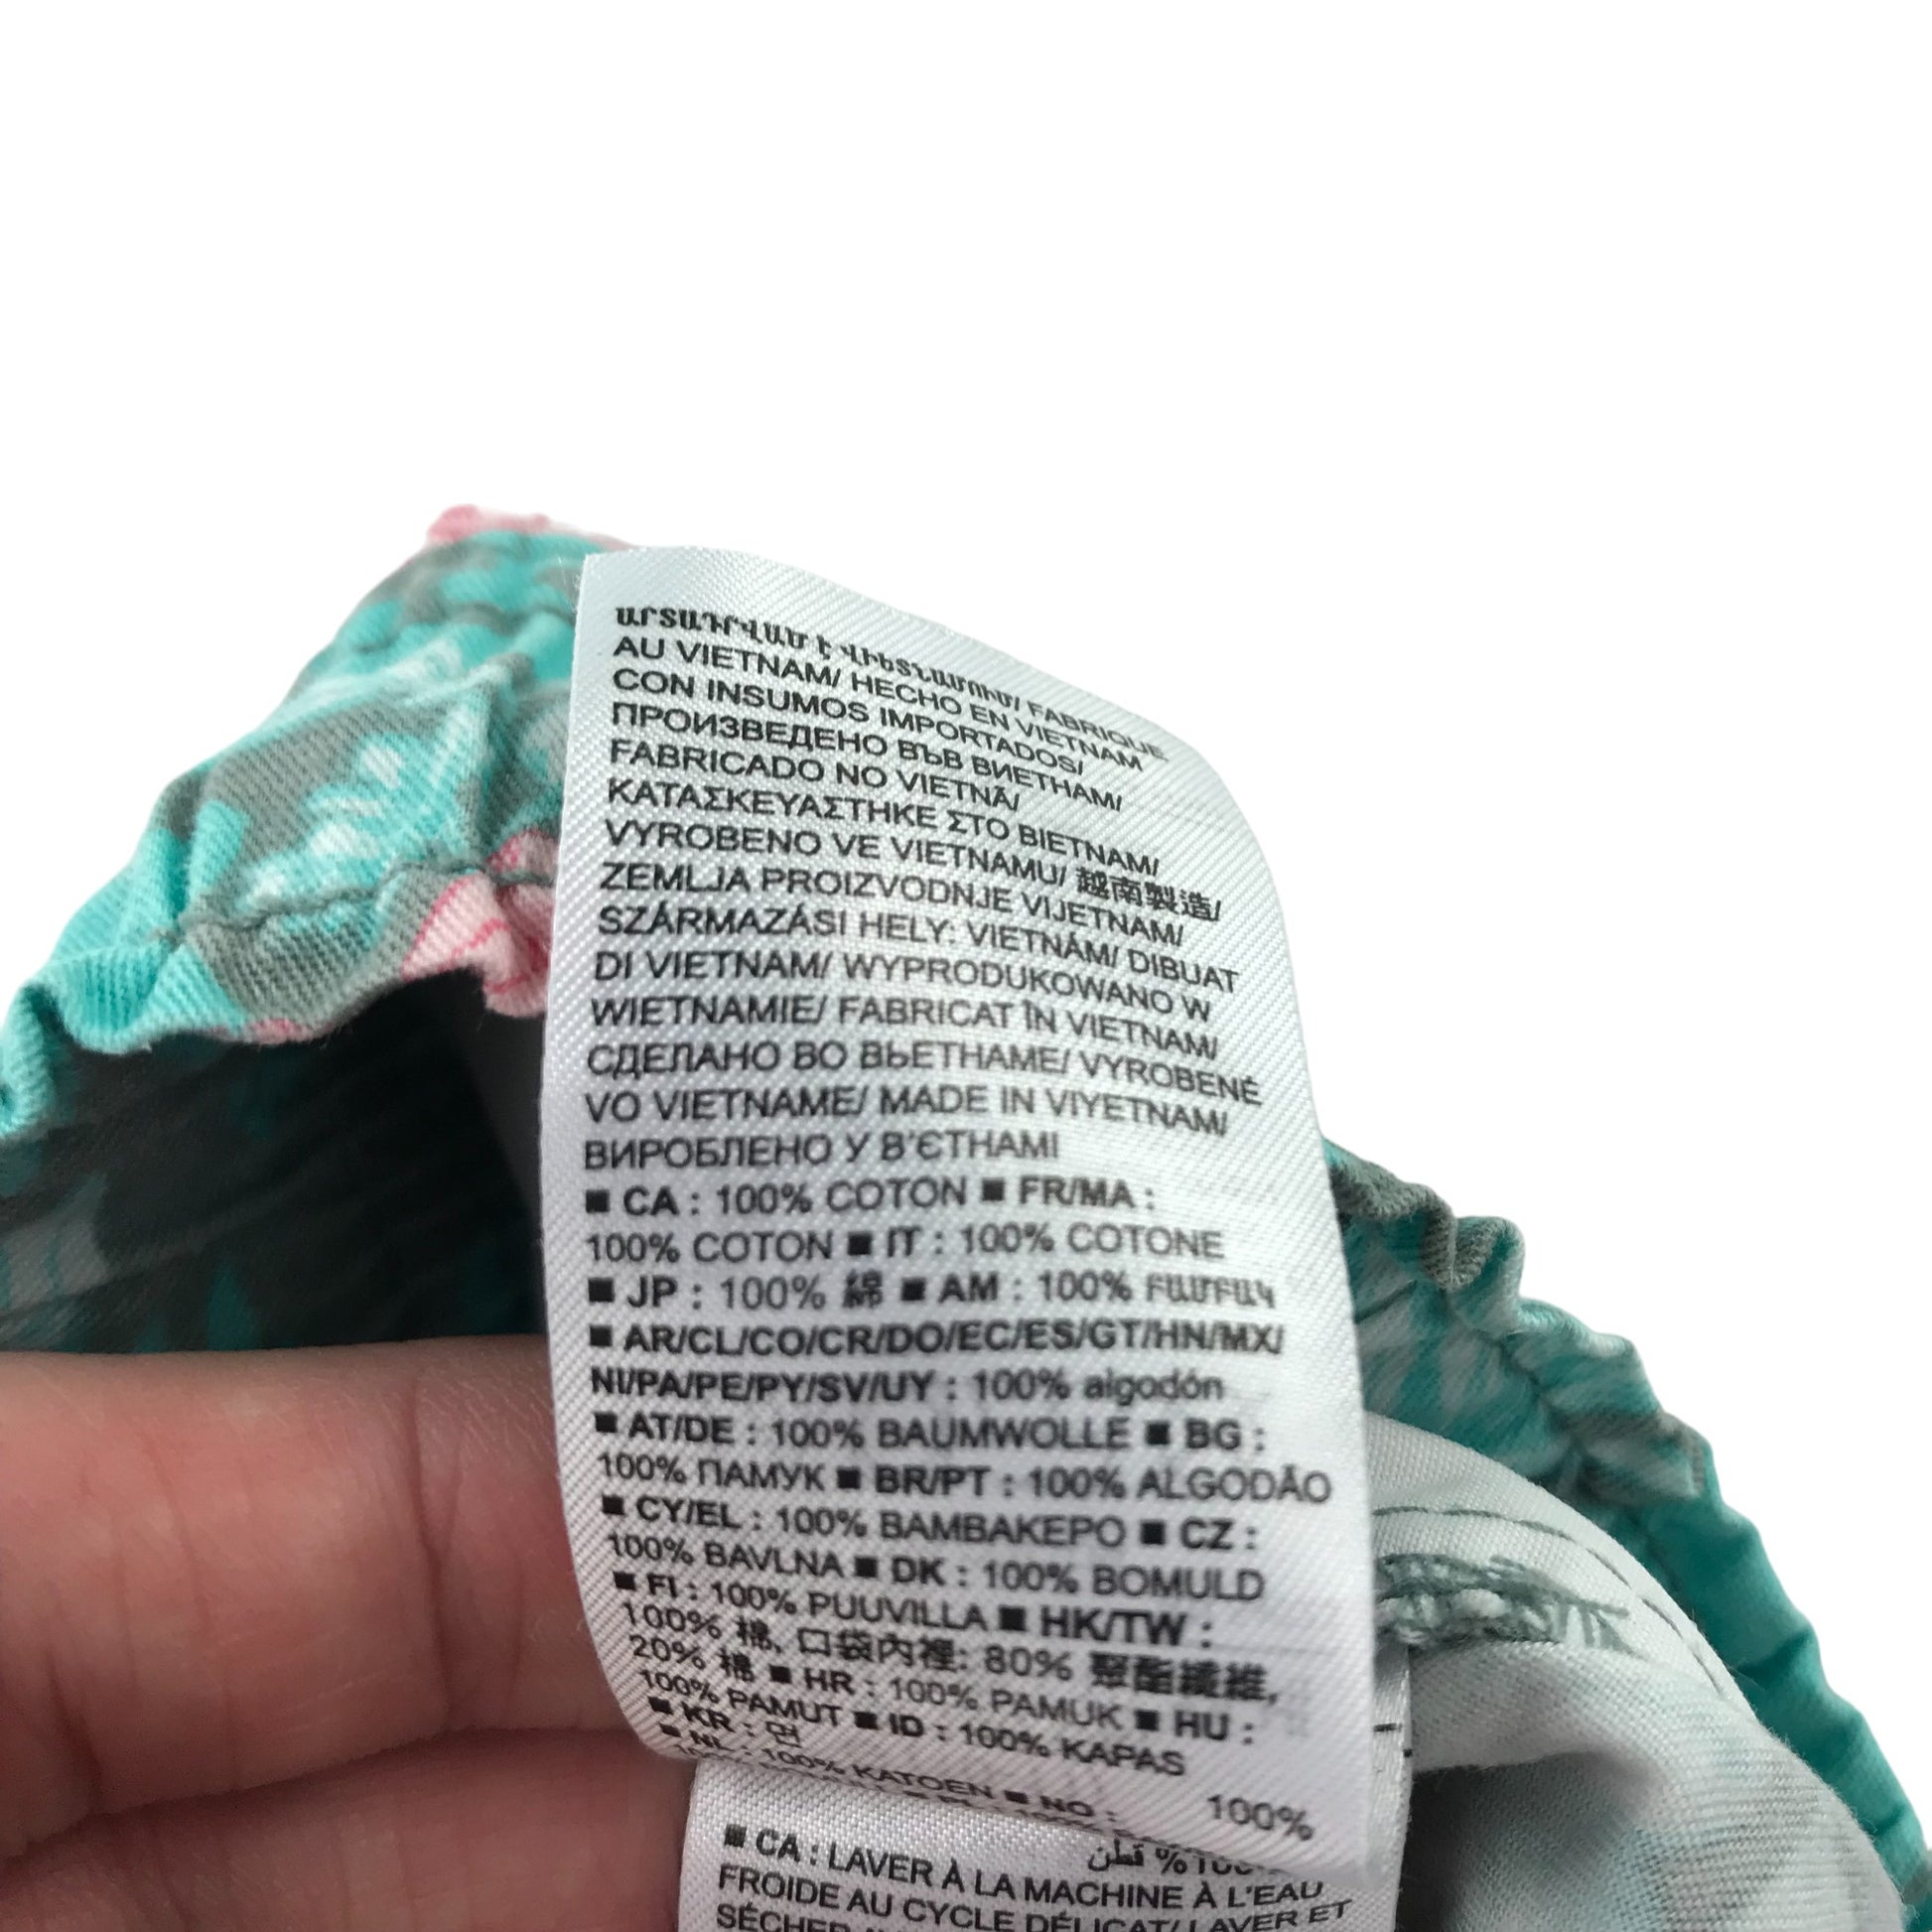 ԱՐՏԱԴՐՎԱԾ Է ՎԻԵՏՆԱՄՈՒՄ/ FABRIQUE
AU VIETNAM/ HECHO EN VIETNAM
CON INSUMOS IMPORTADOS/
ПРОИЗВЕДЕНО ВЪВ ВИЕТНАМ/
FABRICADO NO VIETNÃ/
ΚΑΤΑΣΚΕΥΑΣΤΗΚΕ ΣΤΟ ΒΙΕΤΝΑΜ/
VYROBENO VE VIETNAMU/ 越南製造/
ZEMLJA PROIZVODNJE VIJETNAM/
SZÁRMAZÁSI HELY: VIETNÁM/ DIBUAT
DI VIETNAM/ WYPRODUKOWANO W
WIETNAMIE/ FABRICAT ÎN VIETNAM/
СДЕЛАНО ВО ВЬЕТНАМЕ/ VYROBENÉ
VO VIETNAME/ MADE IN VIYETNAM/
ВИРОБЛЕНО У В'ЄТНАМІ
■ CA : 100% COTON ■ FR/MA :
100% COTON ■ IT : 100% COTONE
■ JP : 100% 綿 ■ AM : 100% ԲԱՄԲԱԿ
■ AR/CL/CO/CR/DO/EC/ES/GT/HN/MX/
NI/PA/PE/PY/SV/UY : 100% algodón
■ AT/DE : 100% BAUMWOLLE ■ BG :
100% ПАМУК ■ BR/PT : 100% ALGODÃO
■ CY/EL : 100% ΒΑΜΒΑΚΕΡΟ ■ CZ :
100% BAVLNA ■ DK : 100% BOMULD
■ FI : 100% PUUVILLA ■ HK/TW :
100% 棉, 口袋內裡: 80% 聚酯纖維,
20% 棉 ■ HR : 100% PAMUK ■ HU :
100% PAMUT ■ ID : 100% KAPAS
■ KR : 면 100%
■ NL : 100% KATOEN ■ NO :
قطن %100
■ CA : LAVER À LA MACHINE À L'EAU
FROIDE AU CYCLE DÉLICAT/ LAVER ET
SÉCHER